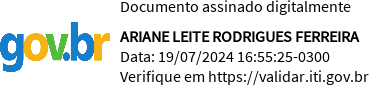 Documento assinado digitalmente
gov.br
ARIANE LEITE RODRIGUES FERREIRA
Data: 19/07/2024 16:55:25-0300
Verifique em https://validar.iti.gov.br